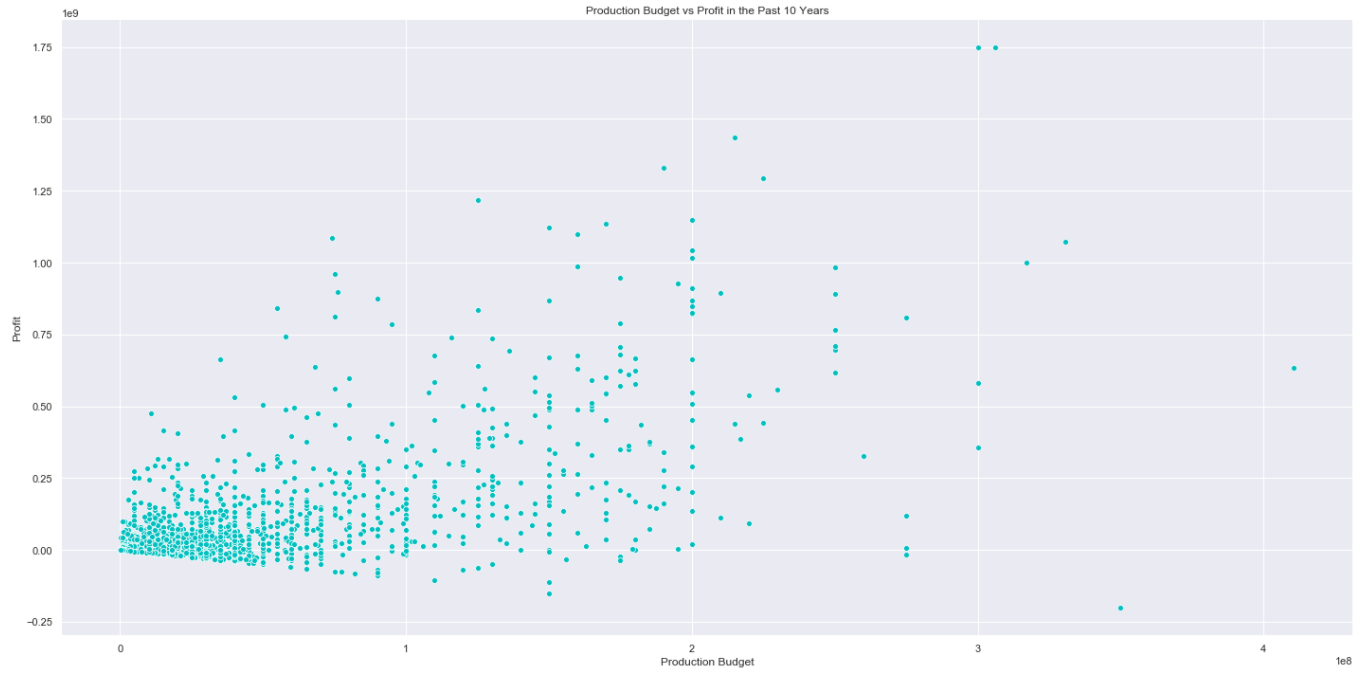 Production Budget vs Profit in the Past 10 Years
1e9
1.75
1.50
1.25
1.00
0.75
0.50
0.25
0.00
−0.25
Profit
0 1 2 3 4
Production Budget
1e8